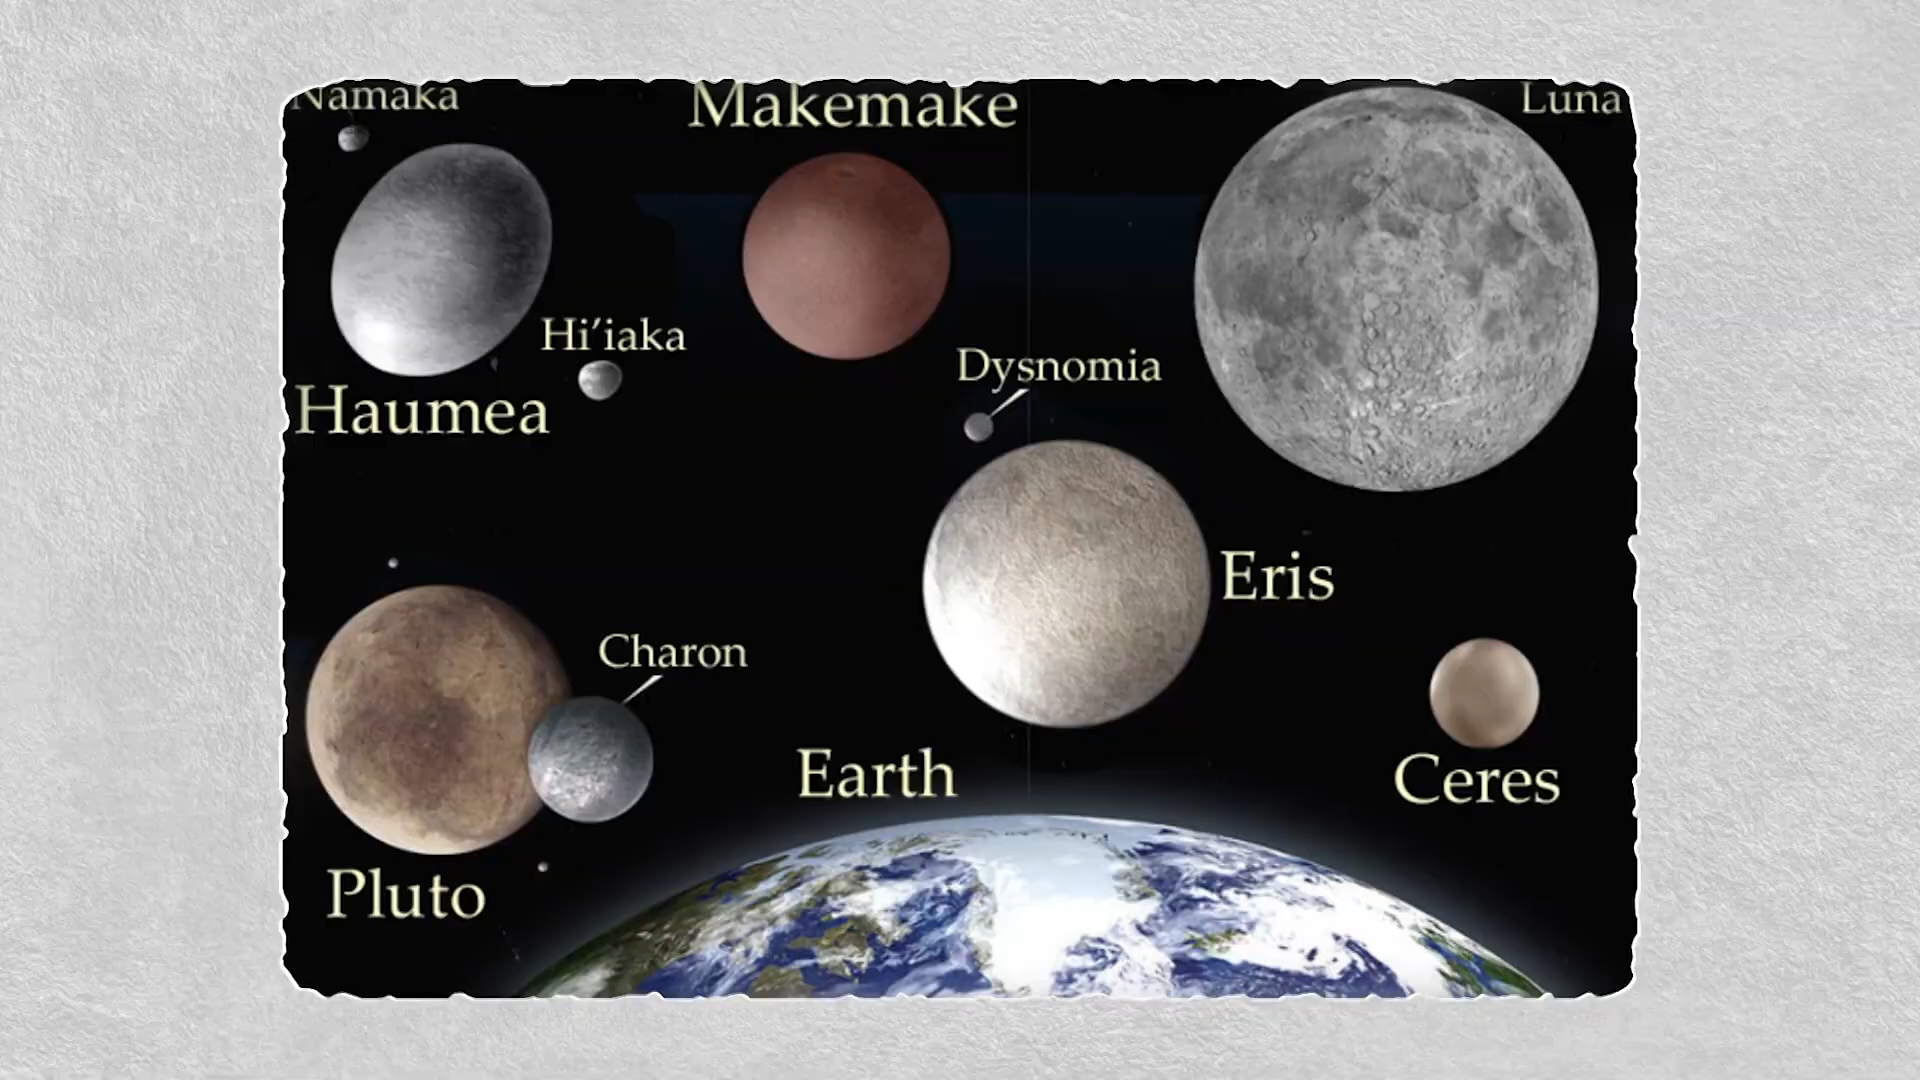 Namaka
Makemake
Luna
Hi'iaka
Dysnomia
Haumea
Eris
Charon
Earth
Ceres
Pluto